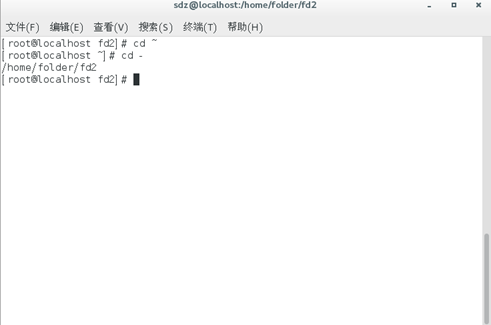 sdz@localhost:/home/folder/fd2
文件(F) 编辑(E) 查看(V) 搜索(S) 终端(T) 帮助(H)
[root@localhost fd2]# cd ~
[root@localhost ~]# cd -
/home/folder/fd2
[root@localhost fd2]#